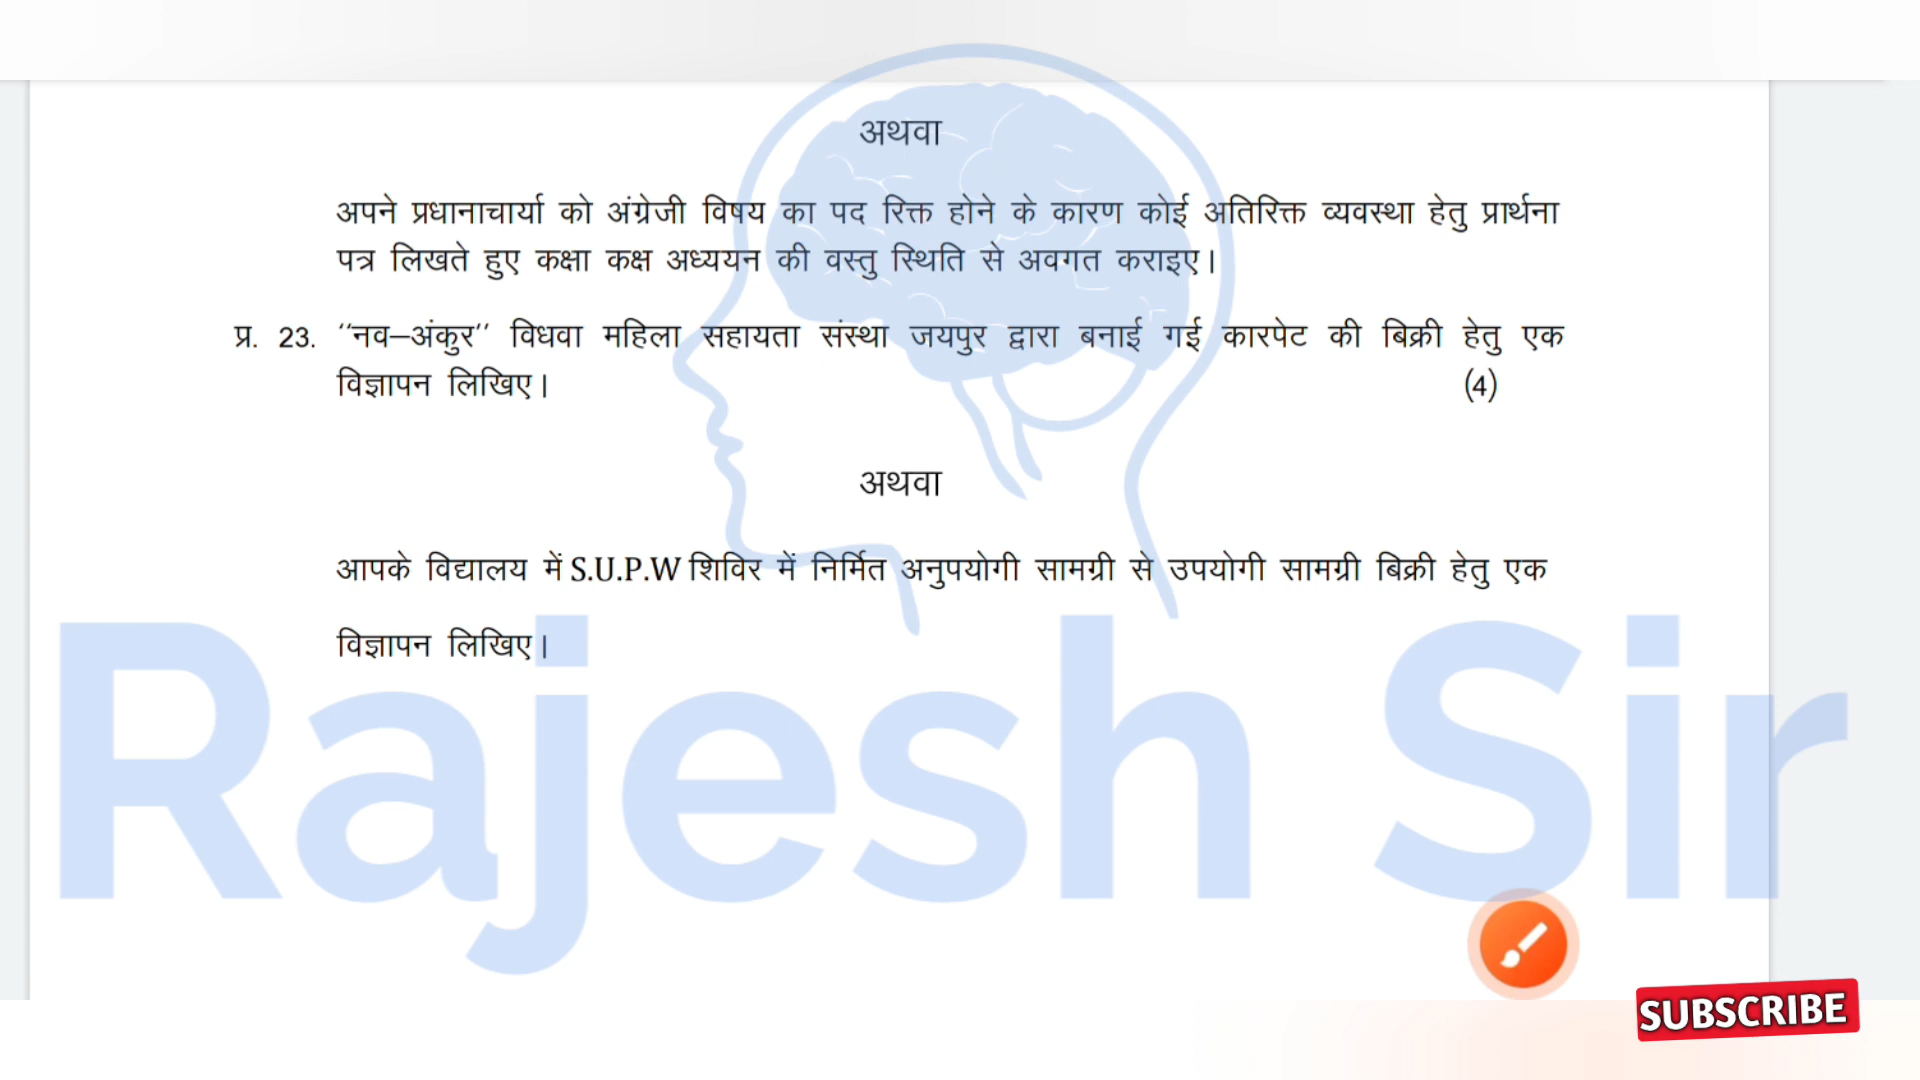 अथवा
अपने प्रधानाचार्या को अंग्रेजी विषय का पद रिक्त होने के कारण कोई अतिरिक्त व्यवस्था हेतु प्रार्थना
पत्र लिखते हुए कक्षा कक्ष अध्ययन की वस्तु स्थिति से अवगत कराइए।
प्र. 23. ‘‘नव–अंकुर’’ विधवा महिला सहायता संस्था जयपुर द्वारा बनाई गई कारपेट की बिक्री हेतु एक
विज्ञापन लिखिए। (4)
अथवा
आपके विद्यालय में S.U.P.W शिविर में निर्मित अनुपयोगी सामग्री से उपयोगी सामग्री बिक्री हेतु एक
विज्ञापन लिखिए।
Rajesh Sir
SUBSCRIBE